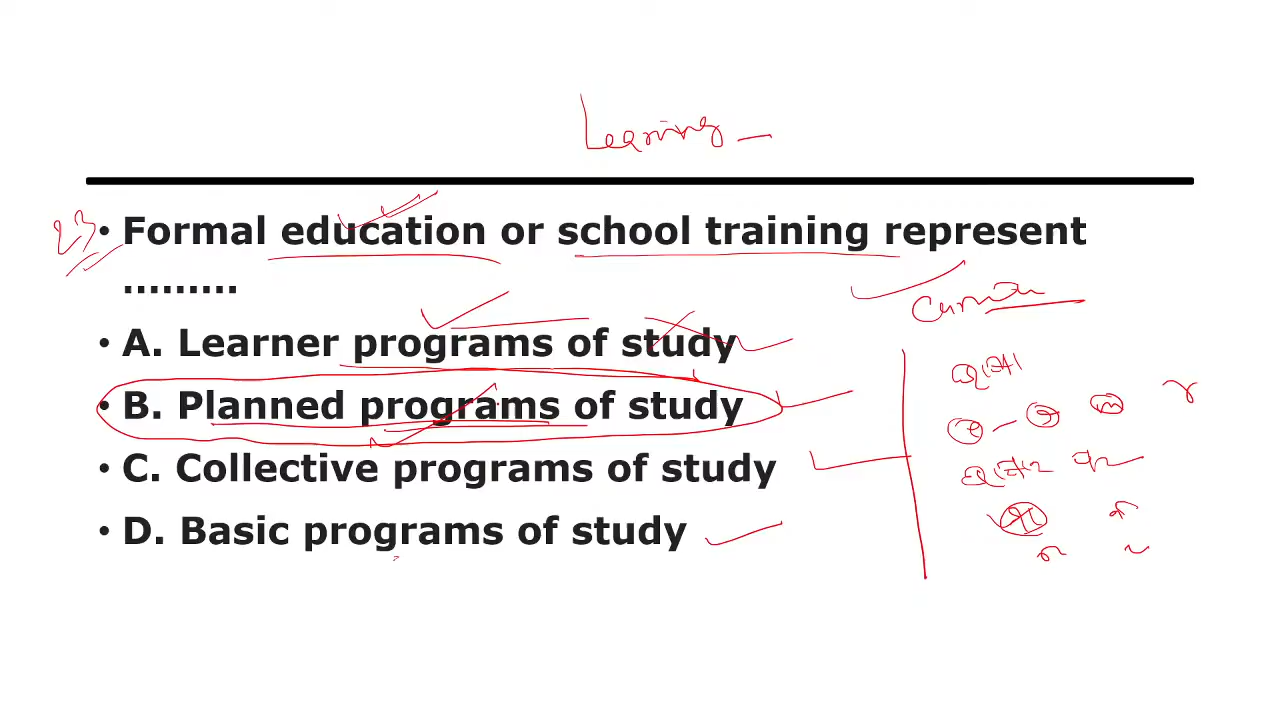 Learning
23
• Formal education or school training represent
.........
• A. Learner programs of study
• B. Planned programs of study
• C. Collective programs of study
• D. Basic programs of study